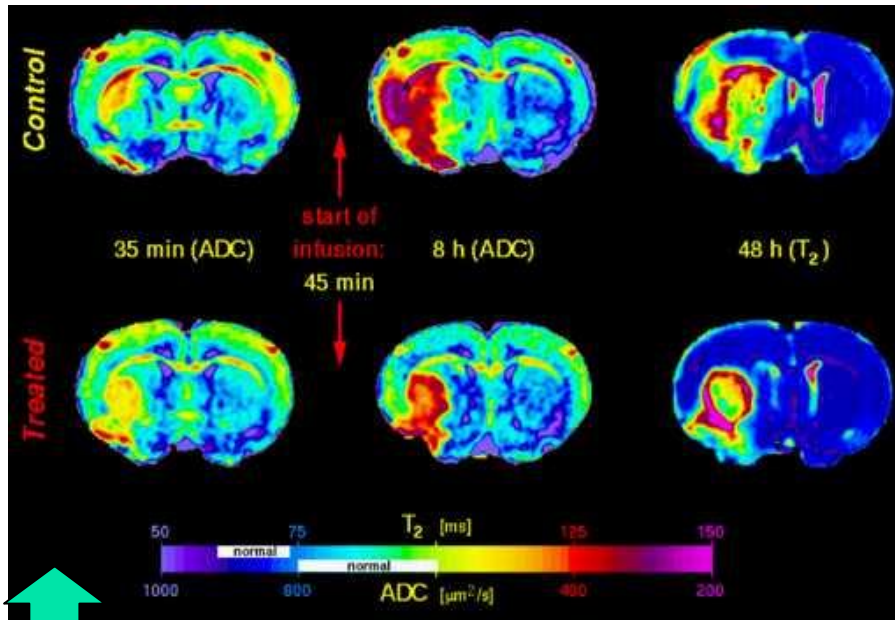 Control
35 min (ADC)
start of
infusion:
45 min
8 h (ADC)
48 h (T₂)
Treated
50 75 T₂ [ms] 125 150
normal
normal
1000 800 ADC [µm²/s] 400 200